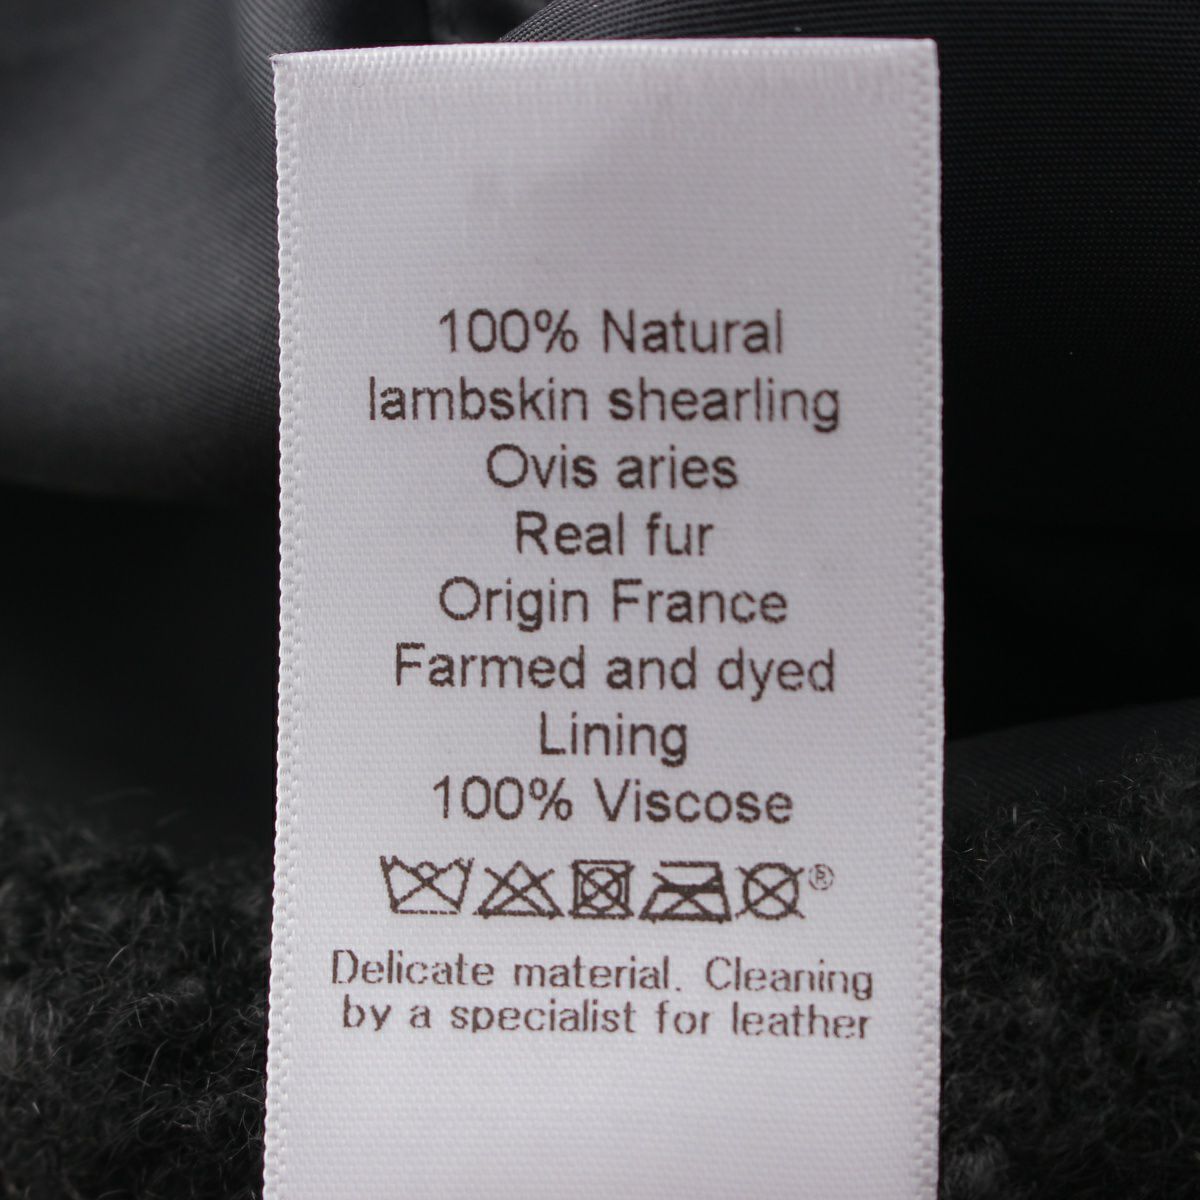 100% Natural
lambskin shearling
Ovis aries
Real fur
Origin France
Farmed and dyed
Lining
100% Viscose
®
Delicate material. Cleaning
by a specialist for leather